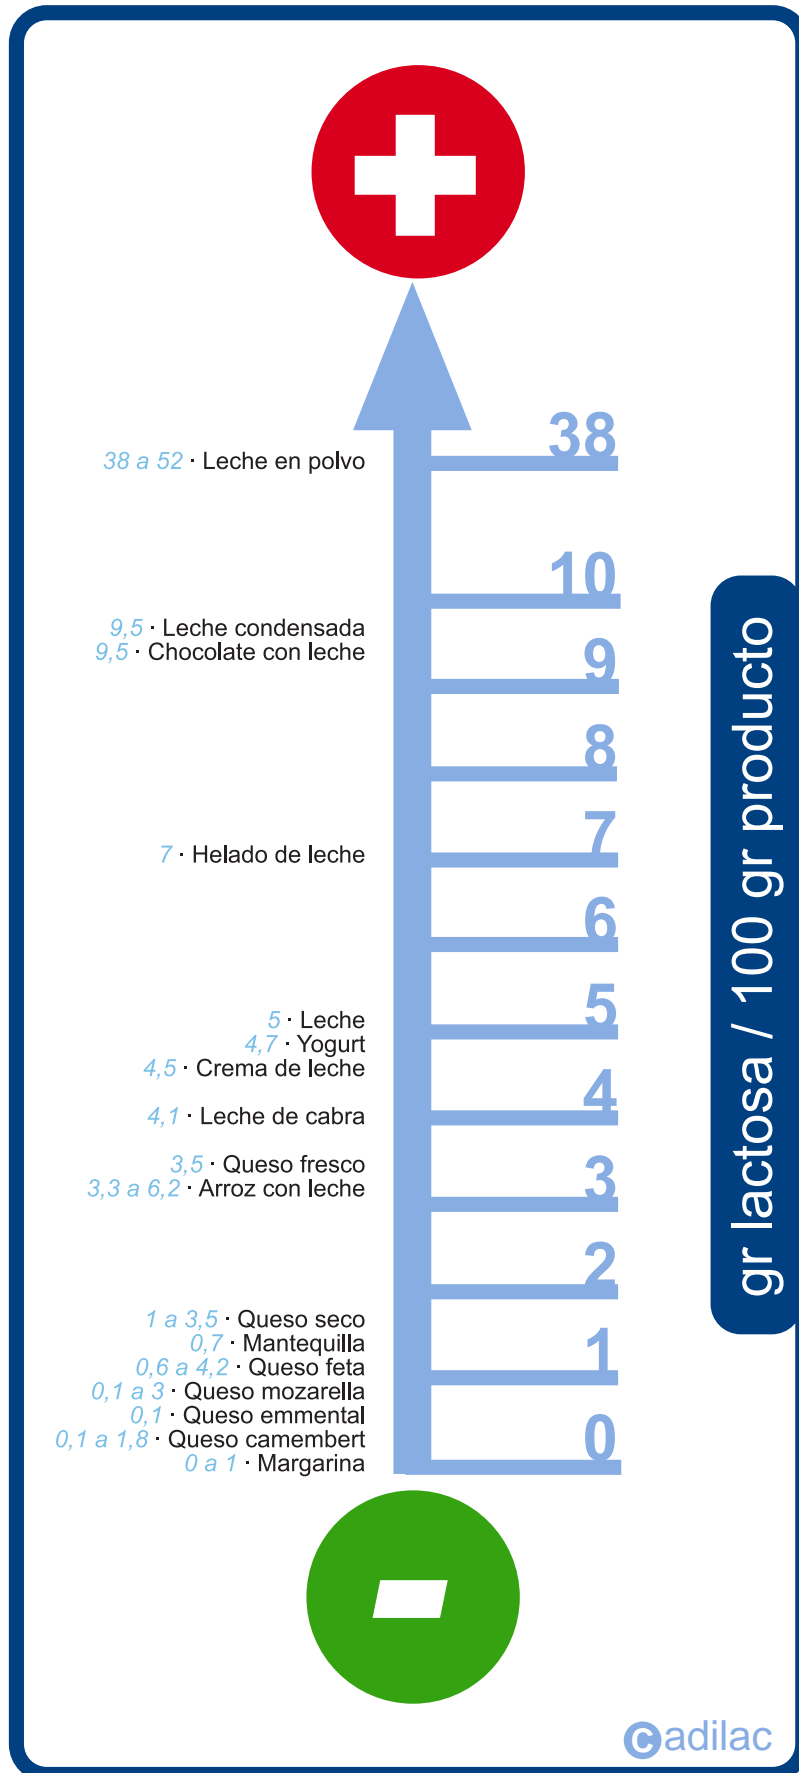 38
38 a 52 · Leche en polvo
10
9,5 · Leche condensada
9,5 · Chocolate con leche
9
8
7
7 · Helado de leche
6
5
5 · Leche
4,7 · Yogurt
4,5 · Crema de leche
4
4,1 · Leche de cabra
3,5 · Queso fresco
3
3,3 a 6,2 · Arroz con leche
2
1 a 3,5 · Queso seco
0,7 · Mantequilla
1
0,6 a 4,2 · Queso feta
0,1 a 3 · Queso mozarella
0,1 · Queso emmental
0,1 a 1,8 · Queso camembert
0
0 a 1 · Margarina
gr lactosa / 100 gr producto
Cadilac